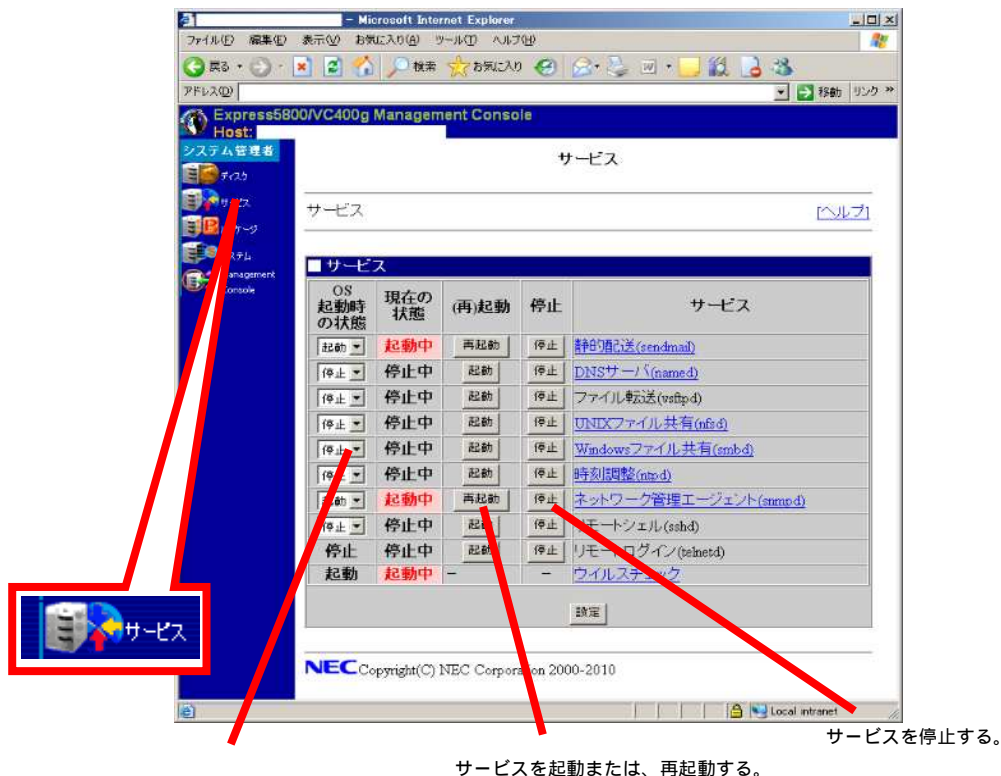 - Microsoft Internet Explorer
ファイル(F) 編集(E) 表示(V) お気に入り(A) ツール(T) ヘルプ(H)
戻る 検索 お気に入り
アドレス(D) 移動 リンク »
Express5800/VC400g Management Console
Host:
システム管理者
ディスク
サービス
システム
Management
Console
サービス
サービス [ヘルプ]
■ サービス
OS起動時の状態 現在の状態 (再)起動 停止 サービス
起動 起動中 再起動 停止 静的配送(sendmail)
停止 停止中 起動 停止 DNSサーバ(named)
停止 停止中 起動 停止 ファイル転送(vsftpd)
停止 停止中 起動 停止 UNIXファイル共有(nfsd)
停止 停止中 起動 停止 Windowsファイル共有(smbd)
停止 停止中 起動 停止 時刻調整(ntpd)
起動 起動中 再起動 停止 ネットワーク管理エージェント(snmpd)
停止 停止中 起動 停止 リモートシェル(sshd)
停止 停止中 起動 停止 リモートログイン(telnetd)
起動 起動中 - - ウイルスチェック
設定
サービス
NEC Copyright(C) NEC Corporation 2000-2010
Local intranet
サービスを停止する。
サービスを起動または、再起動する。